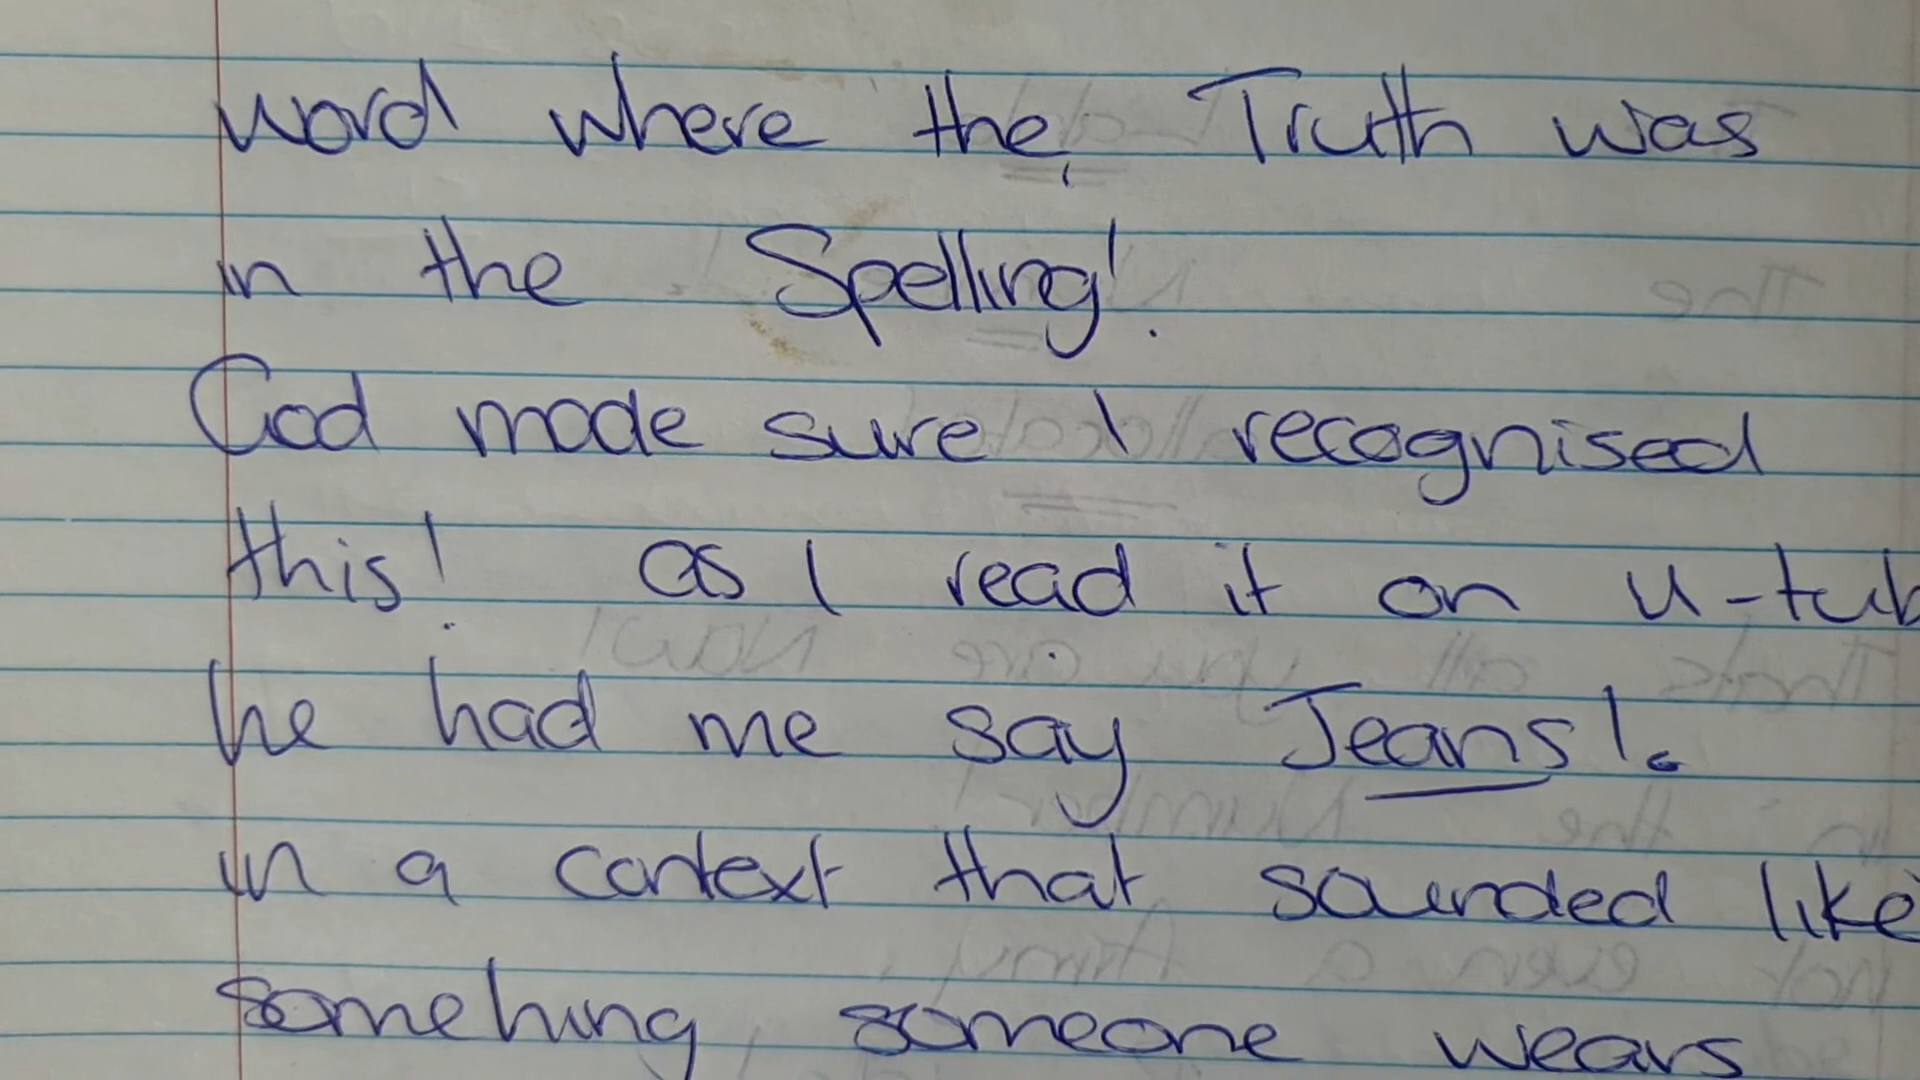 word where the, Truth was
in the Spelling!
God made sure I recognised
this! as I read it on u-tub
he had me say Jeans!.
in a context that sounded like
somehing someone wears